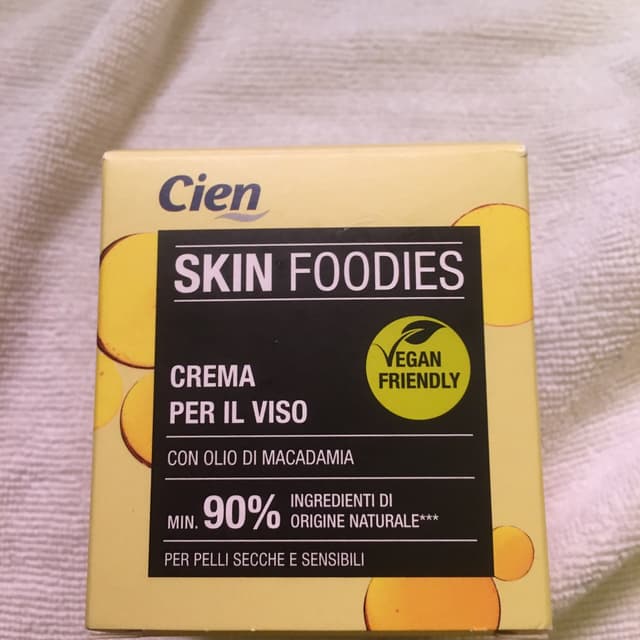 Cien
SKIN FOODIES
VEGAN
FRIENDLY
CREMA
PER IL VISO
CON OLIO DI MACADAMIA
MIN. 90% INGREDIENTI DI
ORIGINE NATURALE***
PER PELLI SECCHE E SENSIBILI